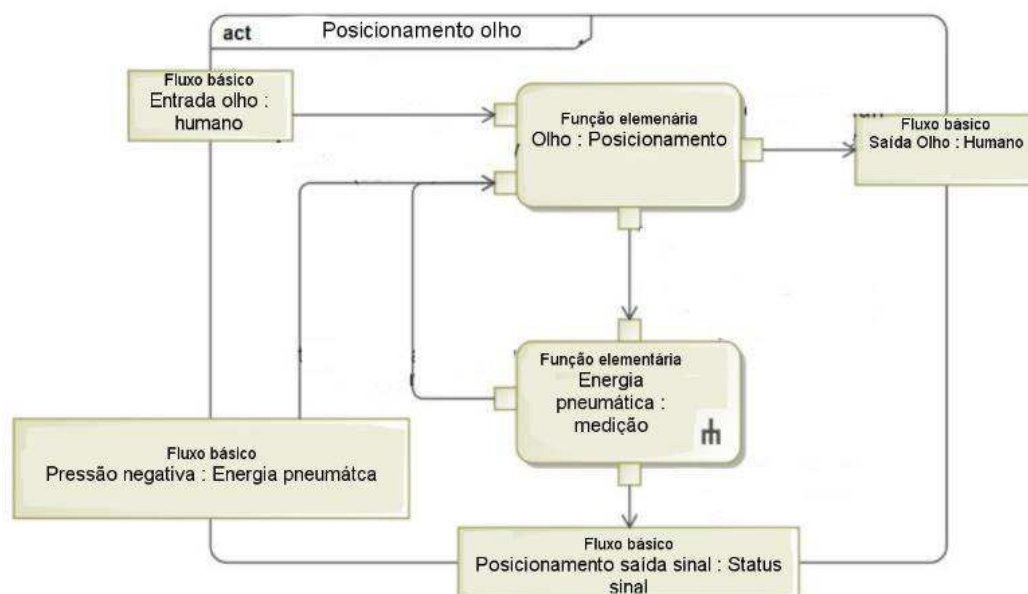 act Posicionamento olho
Fluxo básico
Entrada olho :
humano
Função elemenária
Olho : Posicionamento
Fluxo básico
Saída Olho : Humano
Função elementária
Energia
pneumática :
medição
Fluxo básico
Pressão negativa : Energia pneumátca
Fluxo básico
Posicionamento saída sinal : Status
sinal